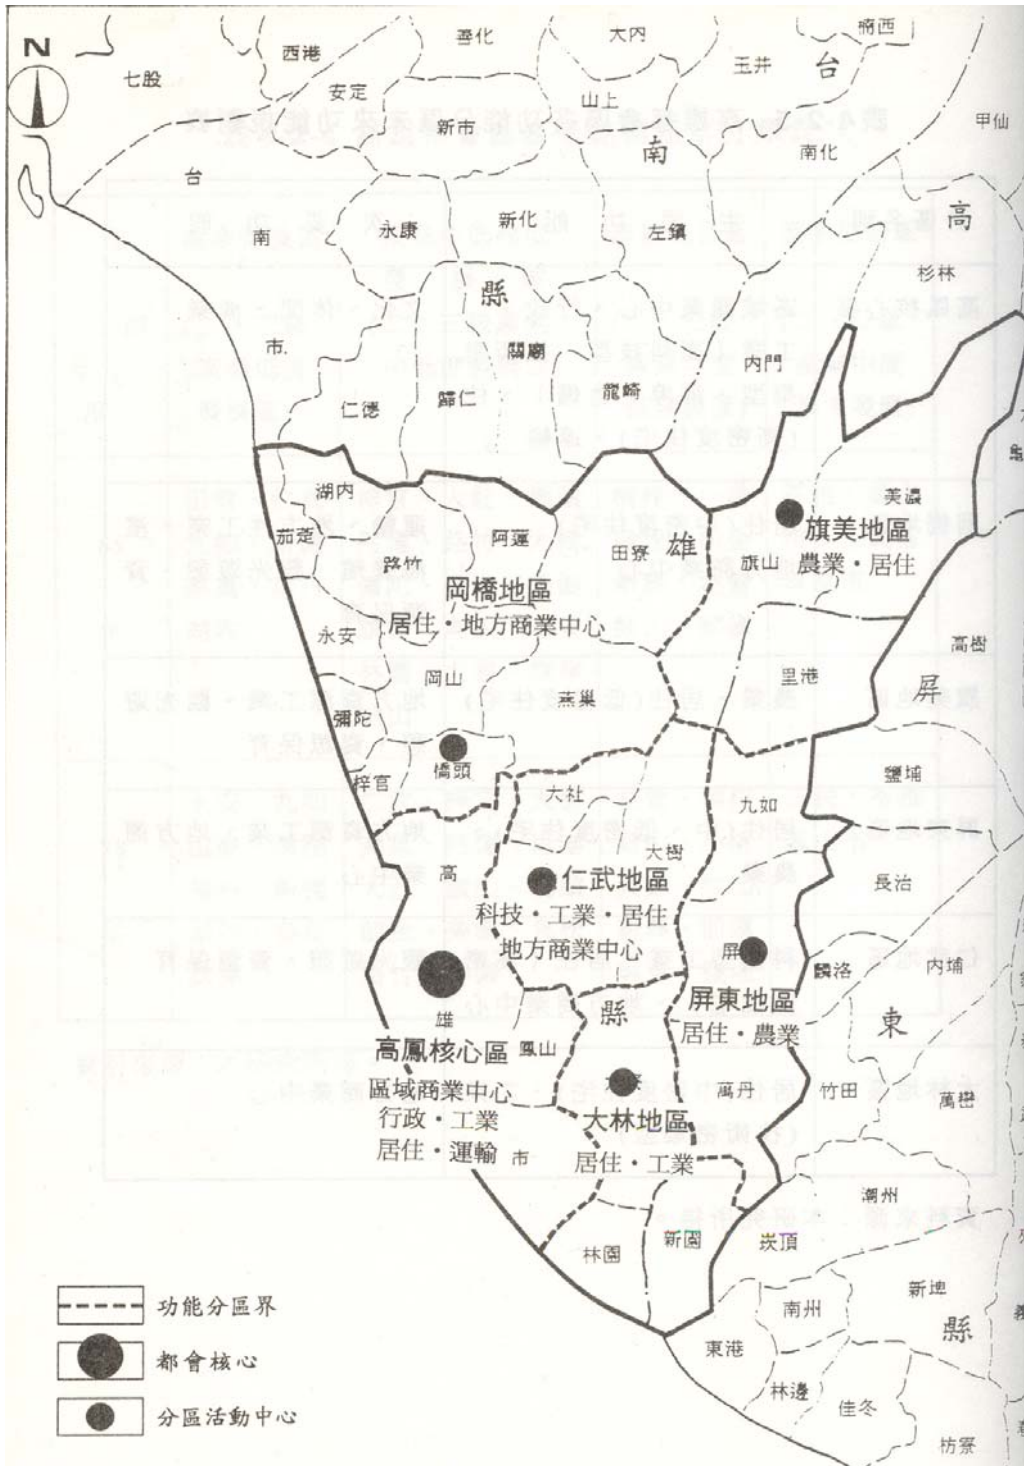 N
西港
善化
大內
楠西
七股
安定
玉井
台
新市
山上
甲仙
南化
台
南
高
南
永康
新化
左鎮
杉林
縣
市
關廟
內門
仁德
歸仁
龍崎
湖內
美濃
茄萣
阿蓮
田寮
雄
旗美地區
路竹
旗山
農業・居住
岡橋地區
永安
居住・地方商業中心
高樹
岡山
里港
屏
燕巢
彌陀
橋頭
梓官
鹽埔
大社
九如
高
大樹
仁武地區
長治
科技・工業・居住
地方商業中心
屏
麟洛
內埔
屏東地區
雄
縣
東
居住・農業
高鳳核心區
鳳山
區域商業中心
大寮
萬丹
竹田
萬巒
行政・工業
大林地區
居住・運輸
市
居住・工業
潮州
林園
新園
崁頂
新埤
南州
縣
東港
林邊
佳冬
枋寮
功能分區界
都會核心
分區活動中心